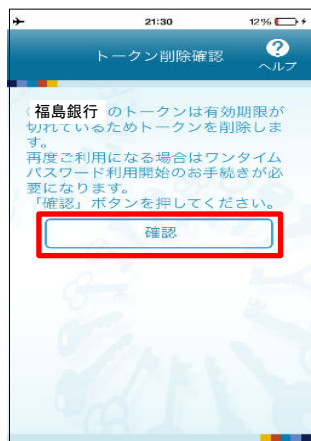 21:30
12%
トークン削除確認
?
ヘルプ
福島銀行 のトークンは有効期限が
切れているためトークンを削除しま
す。
再度ご利用になる場合はワンタイム
パスワード利用開始のお手続きが必
要になります。
「確認」ボタンを押してください。
確認